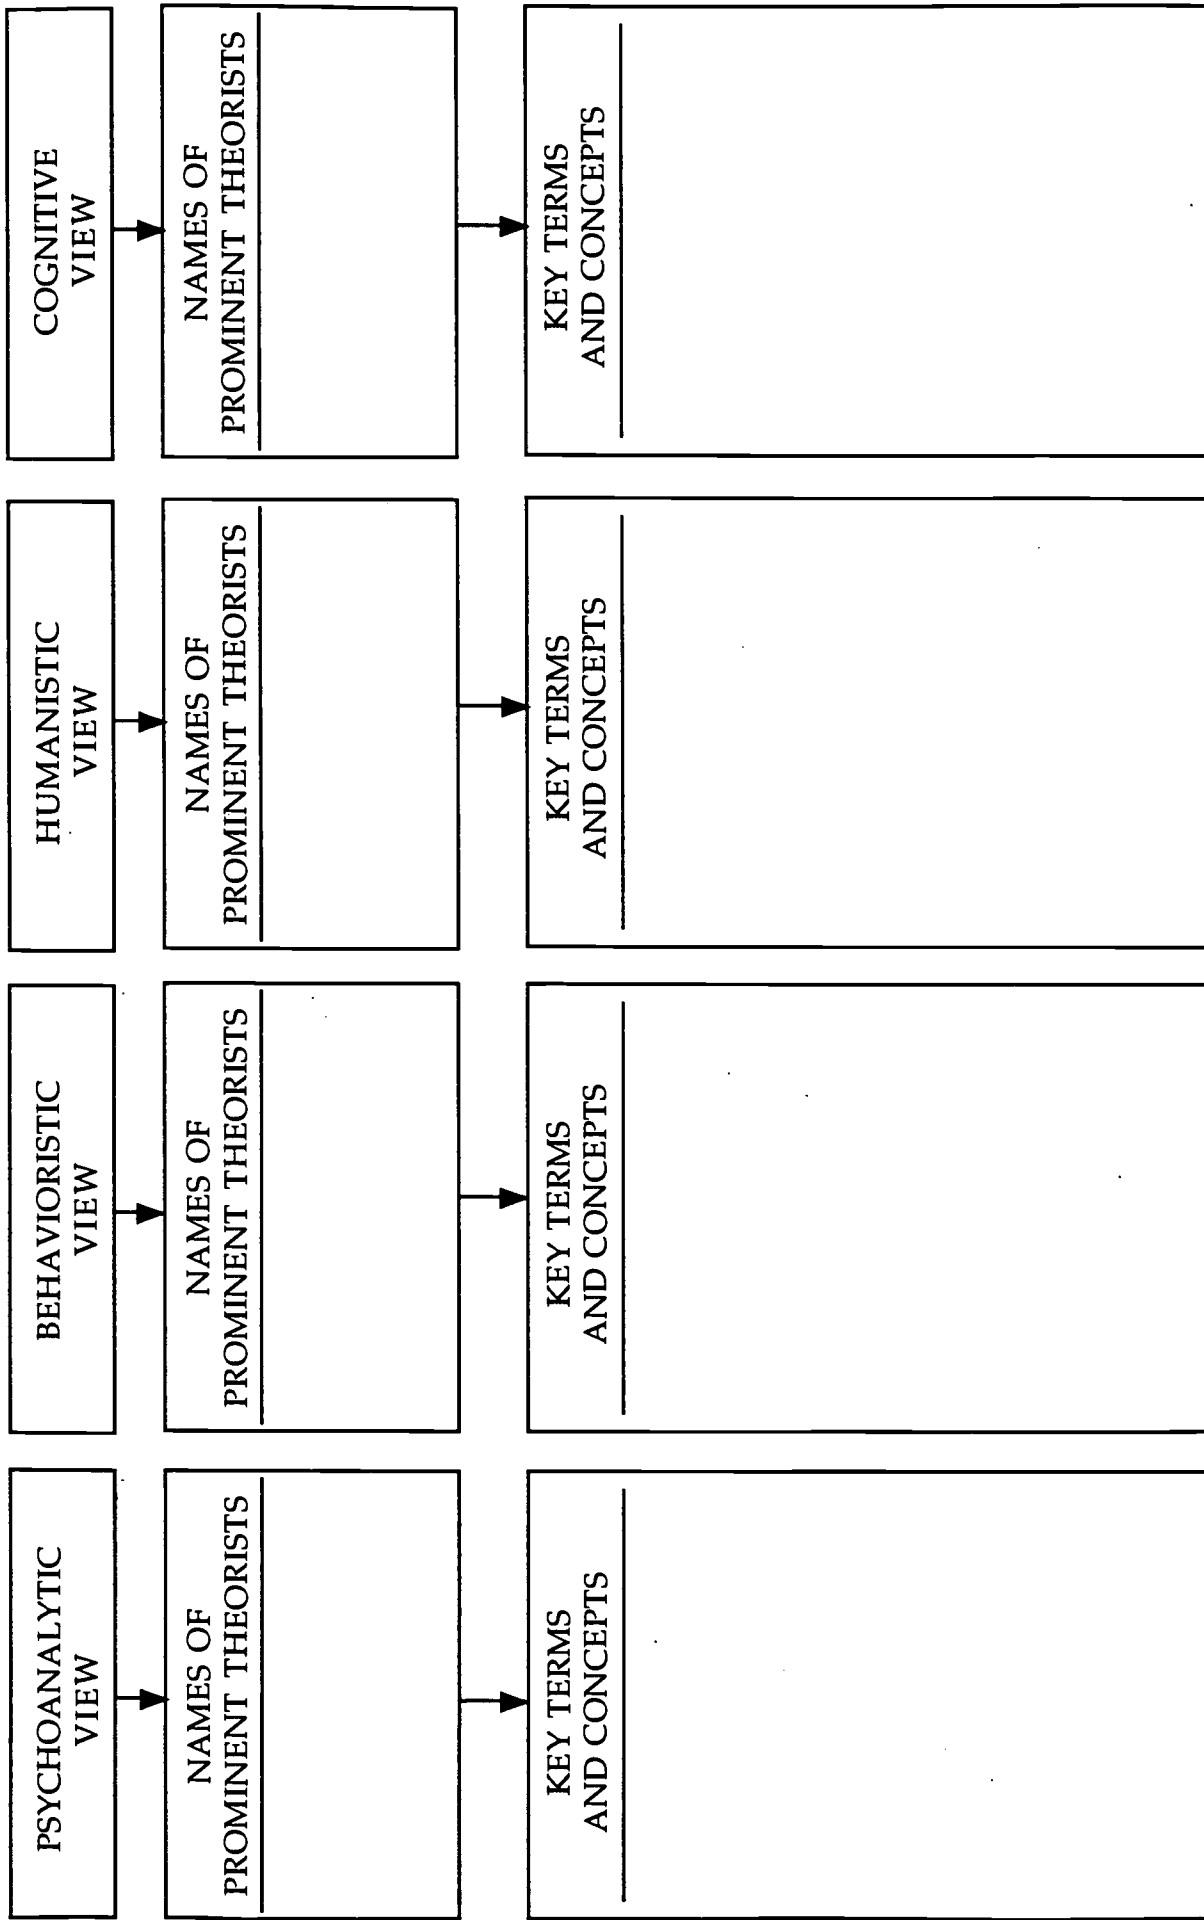 PSYCHOANALYTIC
VIEW
NAMES OF
PROMINENT THEORISTS
KEY TERMS
AND CONCEPTS
BEHAVIORISTIC
VIEW
NAMES OF
PROMINENT THEORISTS
KEY TERMS
AND CONCEPTS
HUMANISTIC
VIEW
NAMES OF
PROMINENT THEORISTS
KEY TERMS
AND CONCEPTS
COGNITIVE
VIEW
NAMES OF
PROMINENT THEORISTS
KEY TERMS
AND CONCEPTS